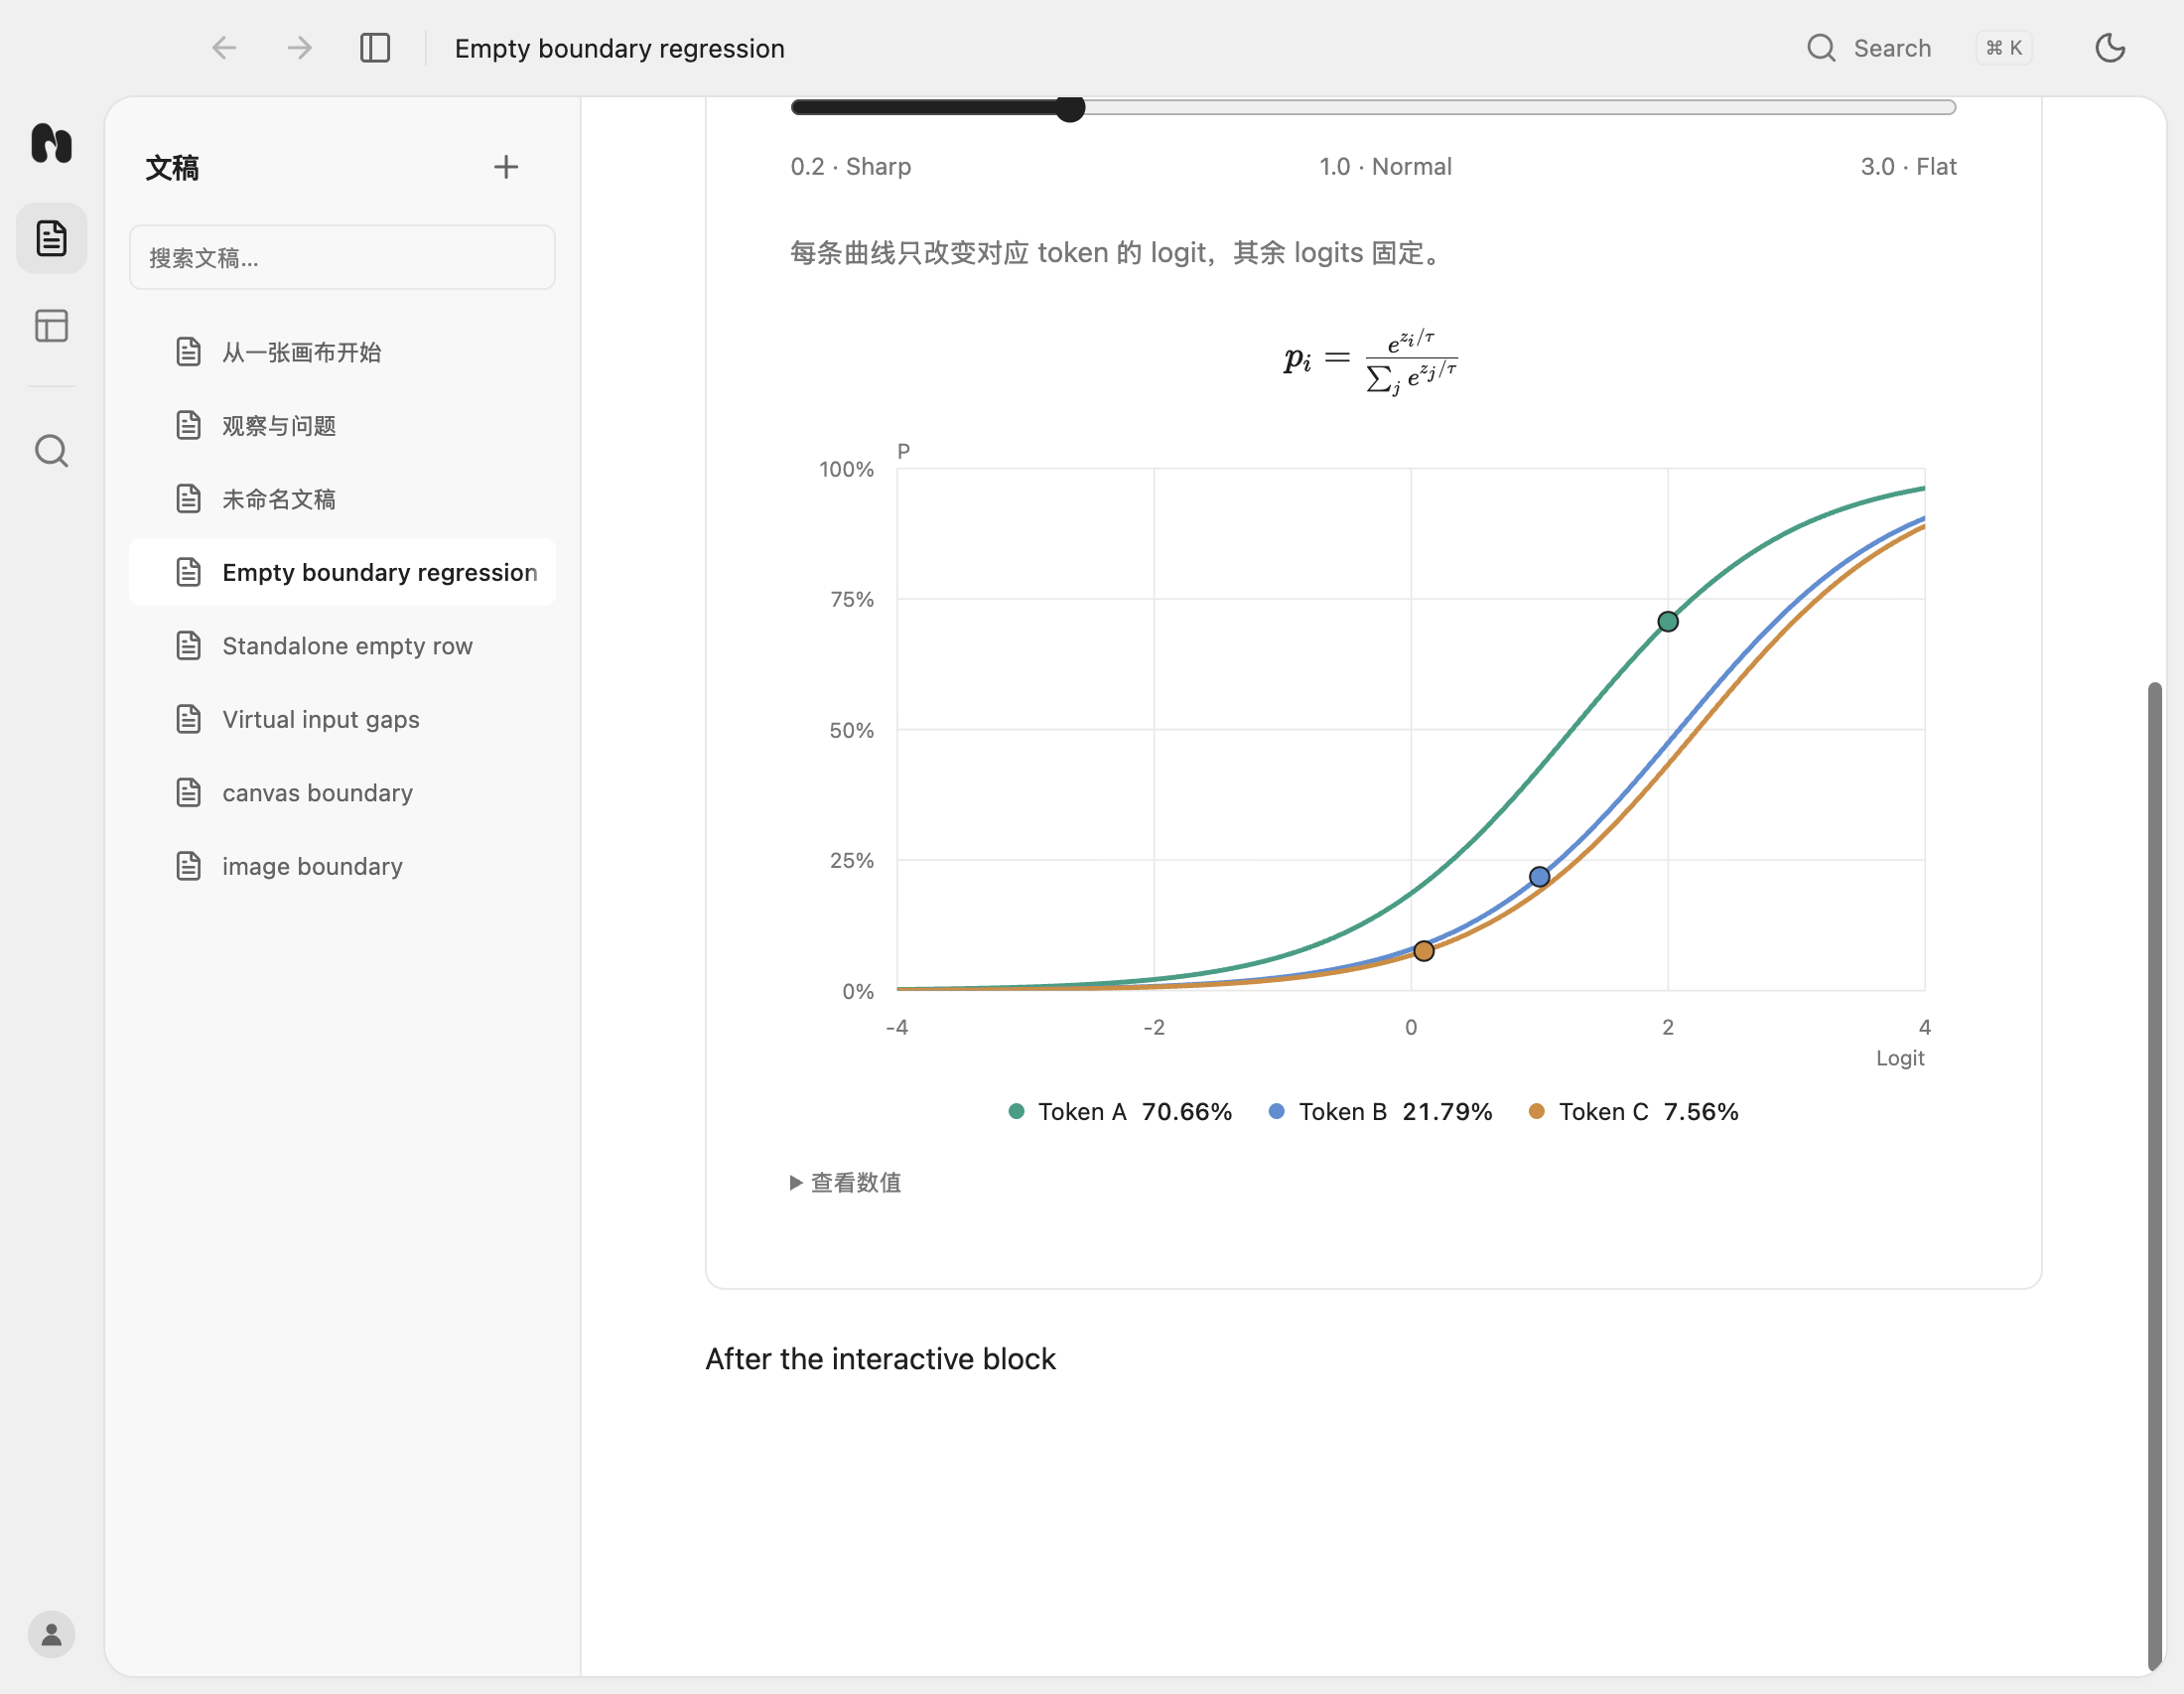 Empty boundary regression
Search
⌘ K
文稿
搜索文稿...
从一张画布开始
观察与问题
未命名文稿
Empty boundary regression
Standalone empty row
Virtual input gaps
canvas boundary
image boundary
0.2 · Sharp 1.0 · Normal 3.0 · Flat
每条曲线只改变对应 token 的 logit，其余 logits 固定。
p_i = e^{z_i/τ} / ∑_j e^{z_j/τ}
P
100%
75%
50%
25%
0%
-4 -2 0 2 4
Logit
Token A 70.66% Token B 21.79% Token C 7.56%
▶ 查看数值
After the interactive block